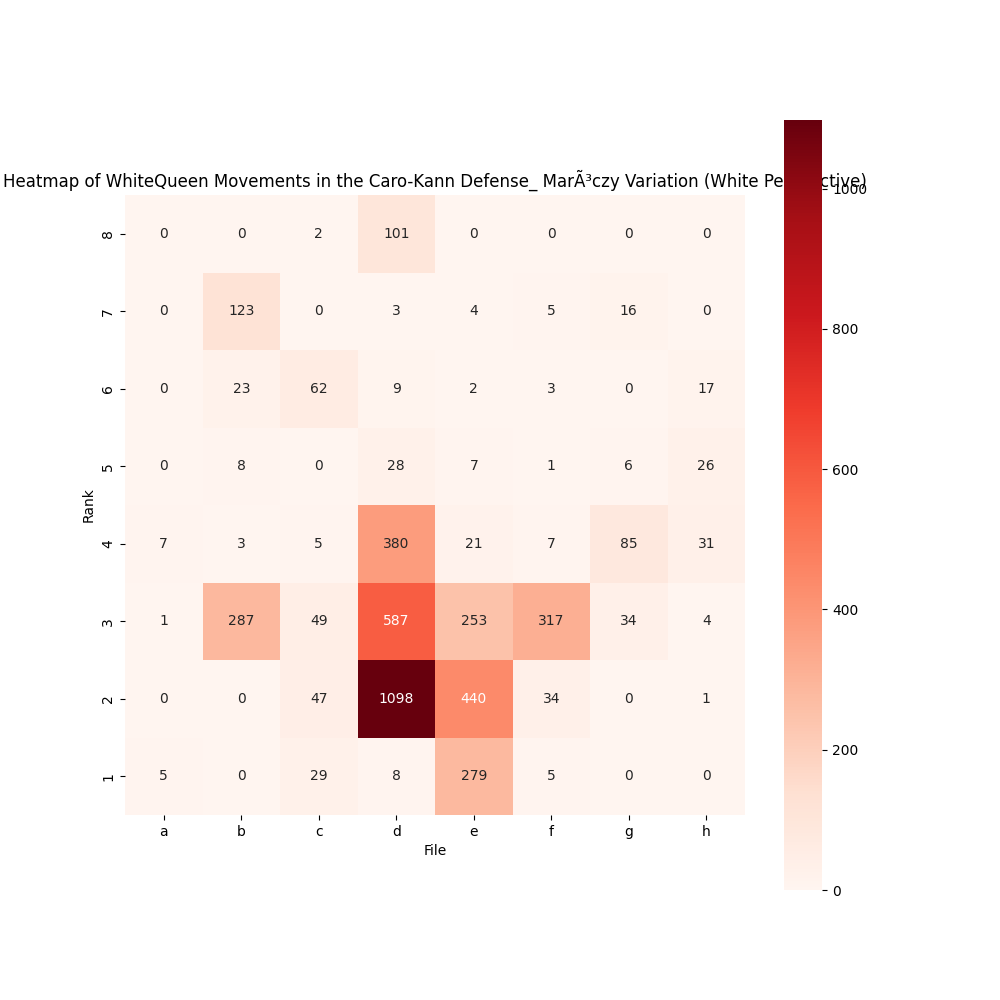 Heatmap of WhiteQueen Movements in the Caro-Kann Defense_ MarÃ³czy Variation (White Pe ctive)
1000
800
600
400
200
0
Rank
8 0 0 2 101 0 0 0 0
7 0 123 0 3 4 5 16 0
6 0 23 62 9 2 3 0 17
5 0 8 0 28 7 1 6 26
4 7 3 5 380 21 7 85 31
3 1 287 49 587 253 317 34 4
2 0 0 47 1098 440 34 0 1
1 5 0 29 8 279 5 0 0
a b c d e f g h
File